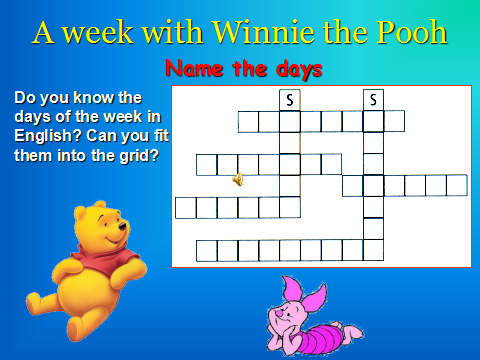 A week with Winnie the Pooh
Name the days
Do you know the
days of the week in
English? Can you fit
them into the grid?
S S